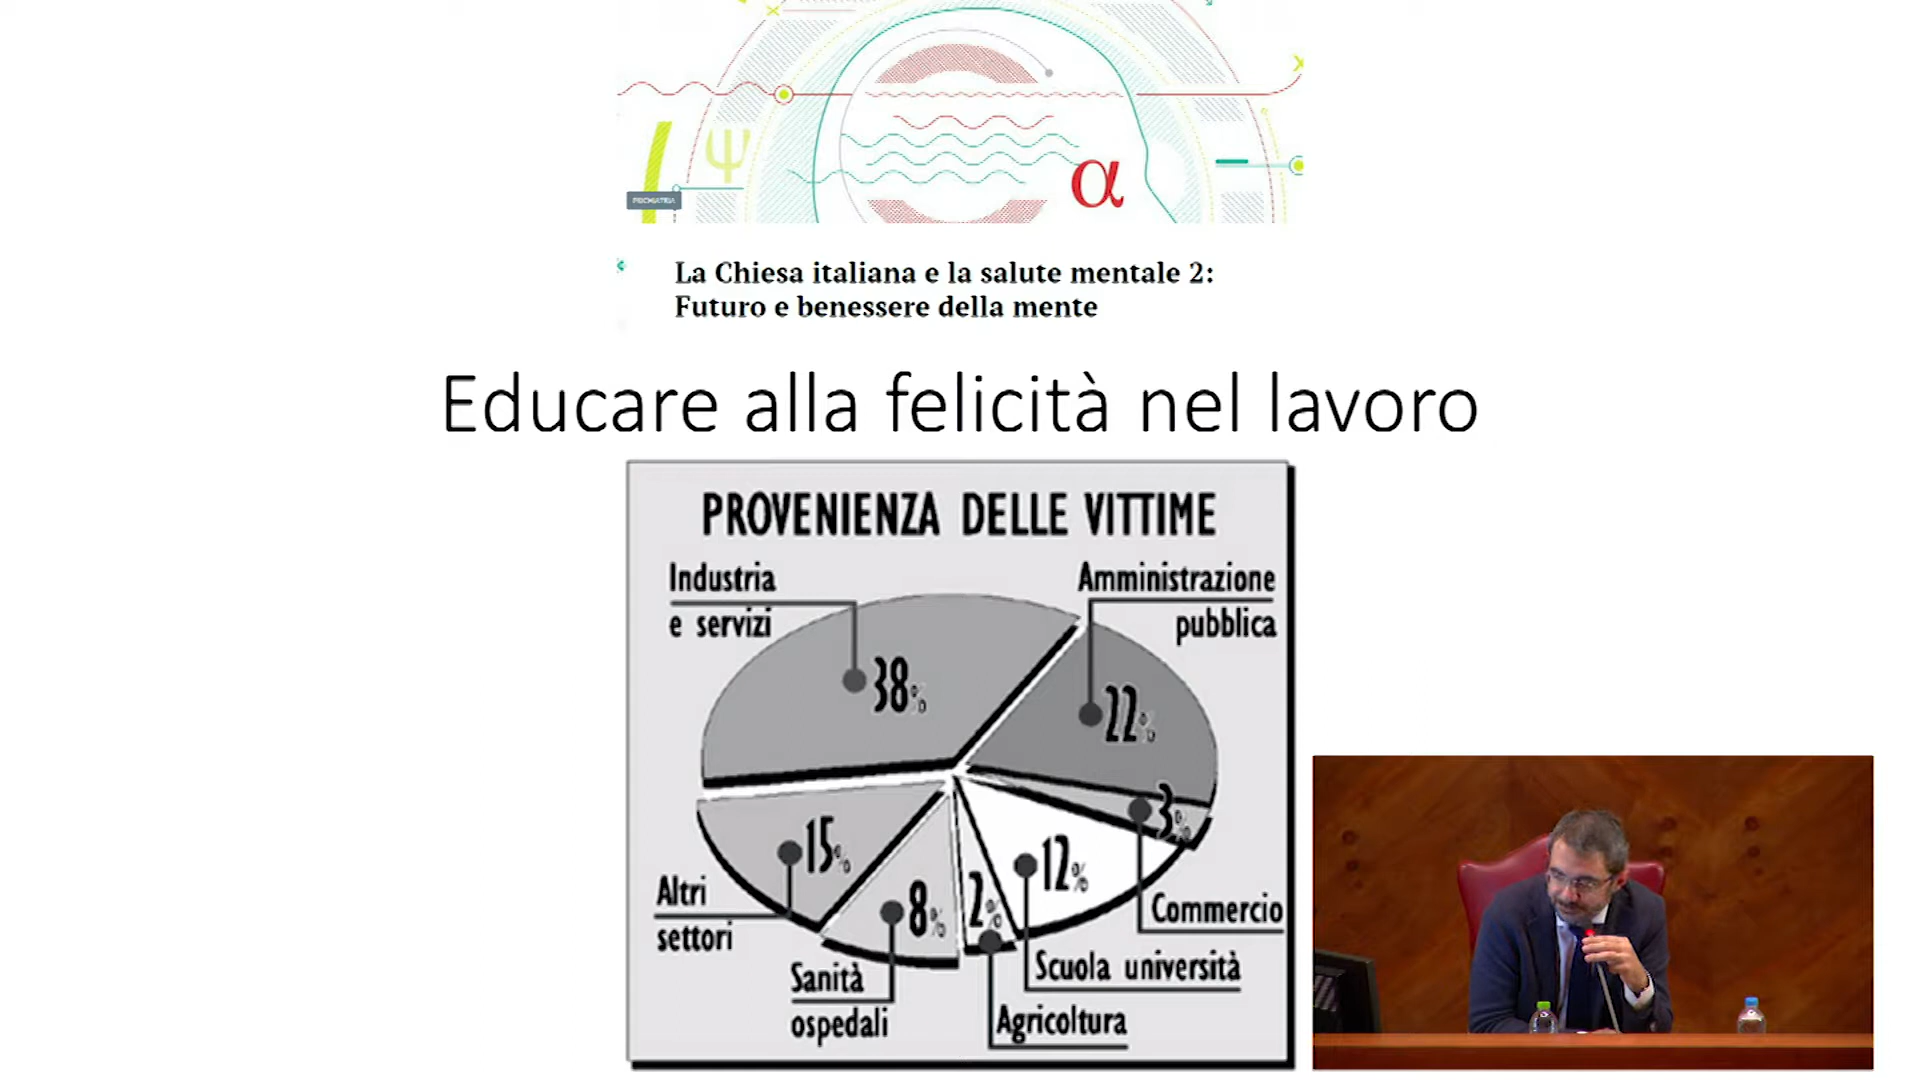 ψ
α
PSICHIATRIA
La Chiesa italiana e la salute mentale 2:
Futuro e benessere della mente
Educare alla felicità nel lavoro
PROVENIENZA DELLE VITTIME
Industria
e servizi
38%
Amministrazione
pubblica
22%
3%
Commercio
12%
Scuola università
2%
Agricoltura
8%
Sanità
ospedali
15%
Altri
settori